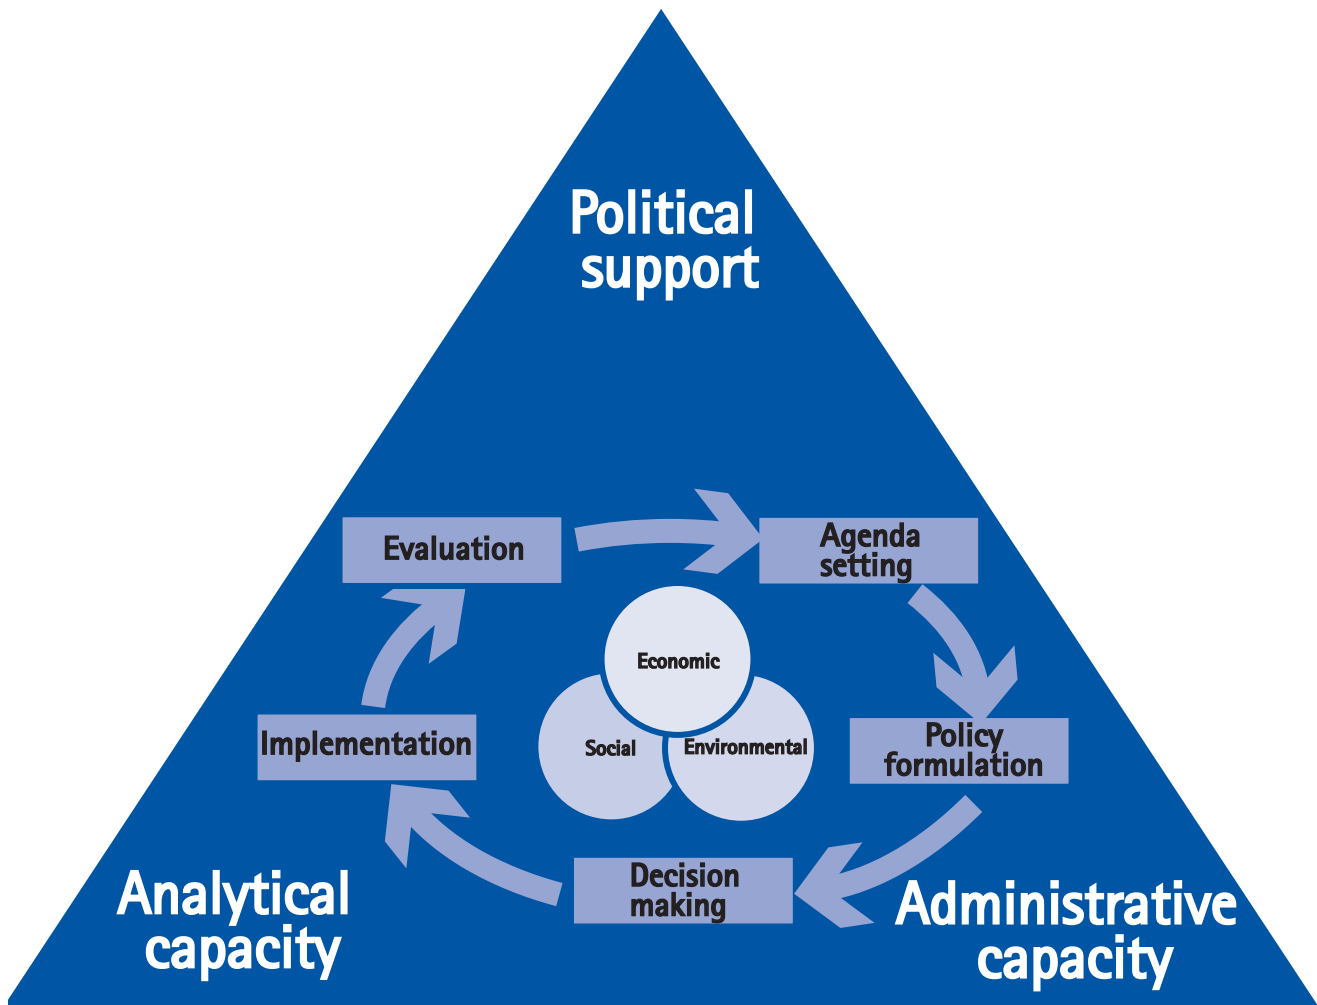 Political
support
Evaluation
Agenda
setting
Economic
Social
Environmental
Implementation
Policy
formulation
Decision
making
Analytical
capacity
Administrative
capacity